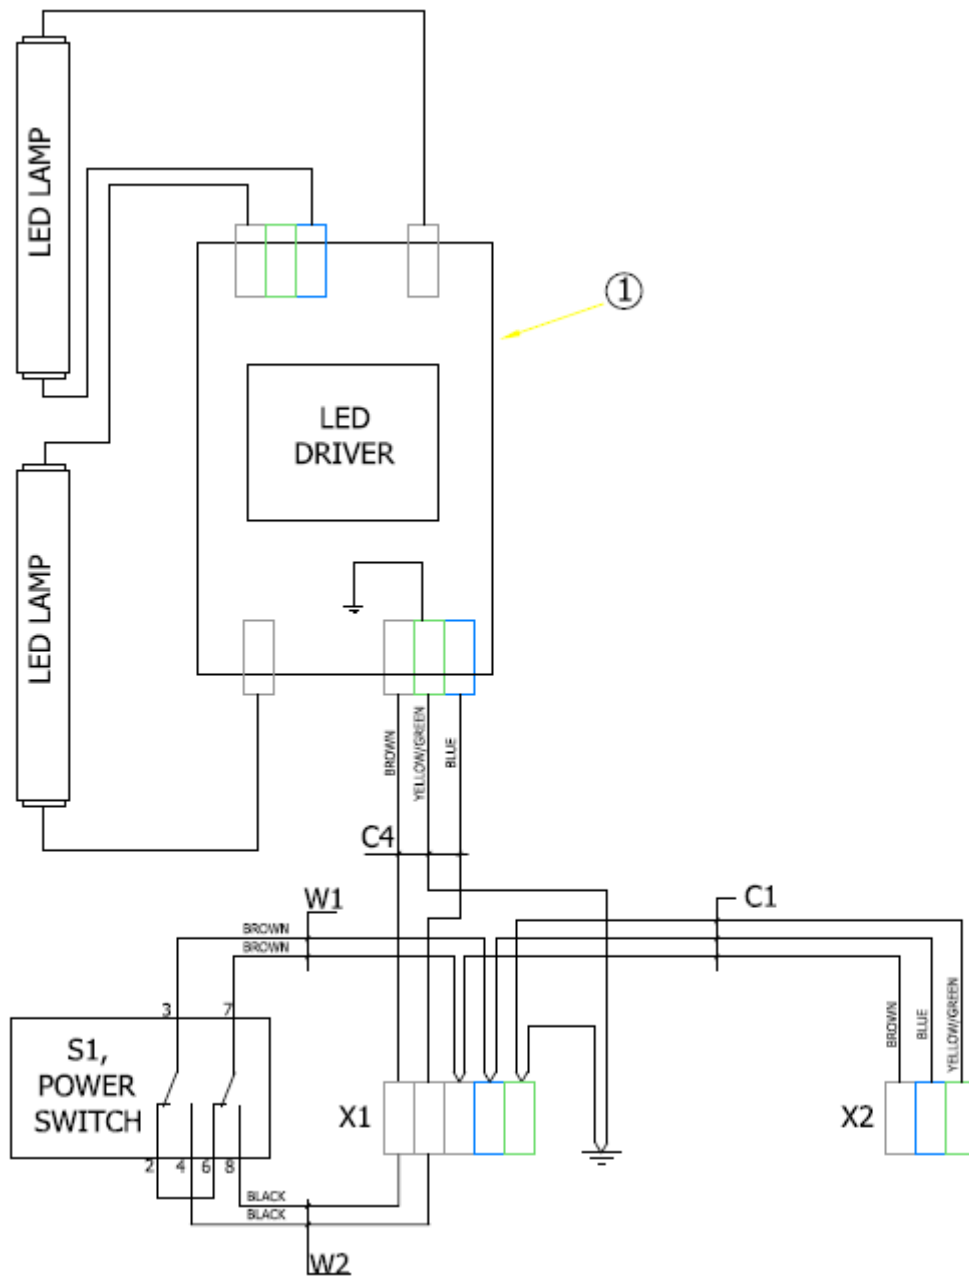 LED LAMP
1
LED
DRIVER
LED LAMP
BROWN
YELLOW/GREEN
BLUE
C4
W1
C1
BROWN
BROWN
3
7
S1,
POWER
SWITCH
X1
X2
BROWN
BLUE
YELLOW/GREEN
2
4
6
8
BLACK
BLACK
W2